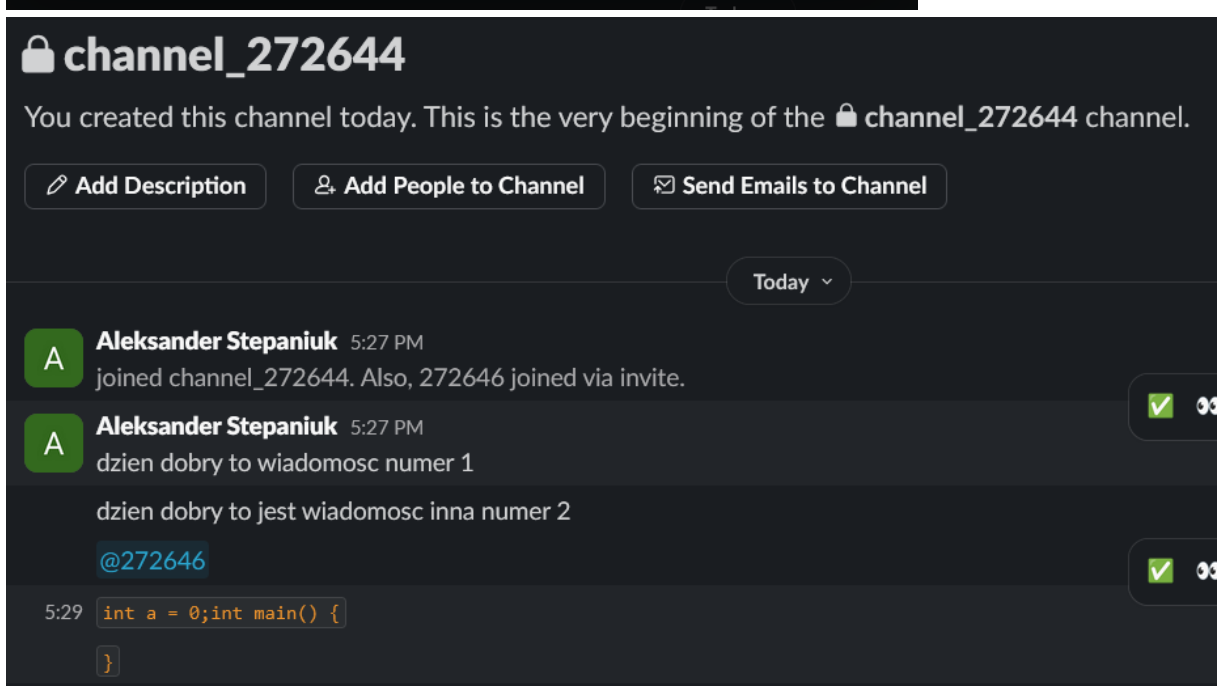 channel_272644
You created this channel today. This is the very beginning of the channel_272644 channel.
Add Description Add People to Channel Send Emails to Channel
Today
A Aleksander Stepaniuk 5:27 PM
joined channel_272644. Also, 272646 joined via invite.
A Aleksander Stepaniuk 5:27 PM
dzien dobry to wiadomosc numer 1
dzien dobry to jest wiadomosc inna numer 2
@272646
5:29 int a = 0;int main() {
}